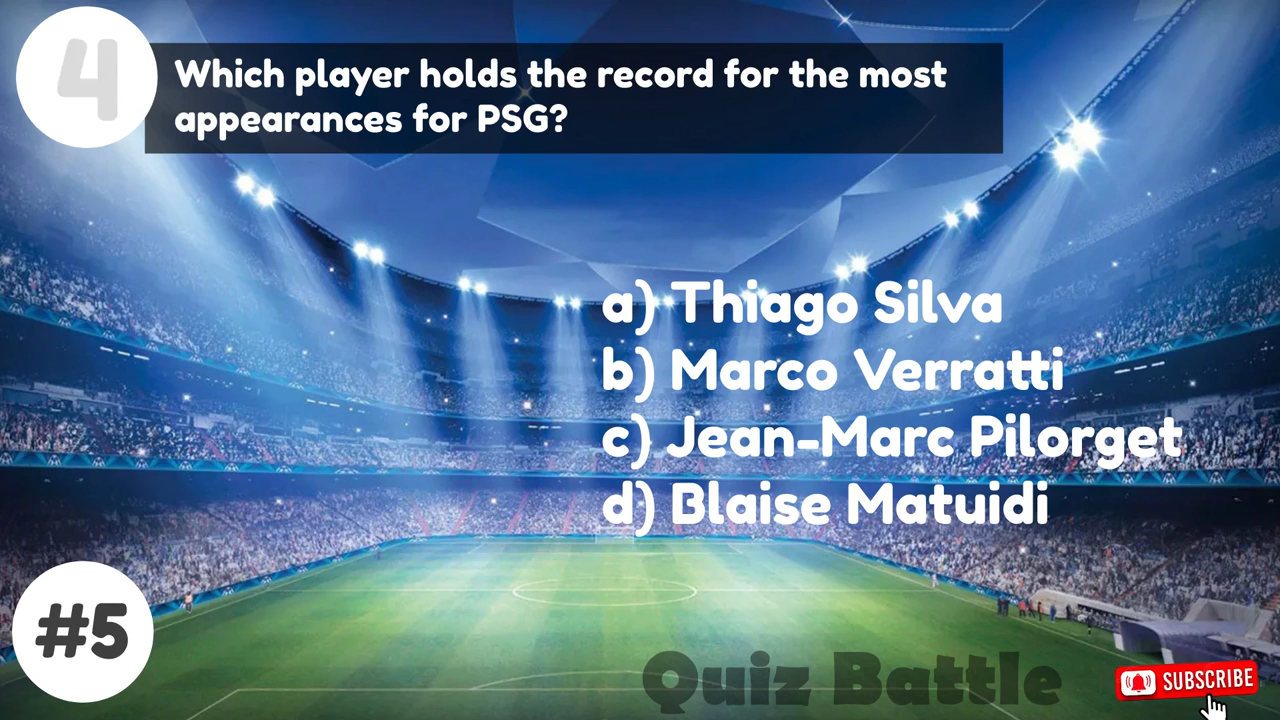 4
Which player holds the record for the most
appearances for PSG?
a) Thiago Silva
b) Marco Verratti
c) Jean-Marc Pilorget
d) Blaise Matuidi
#5
Quiz Battle
SUBSCRIBE